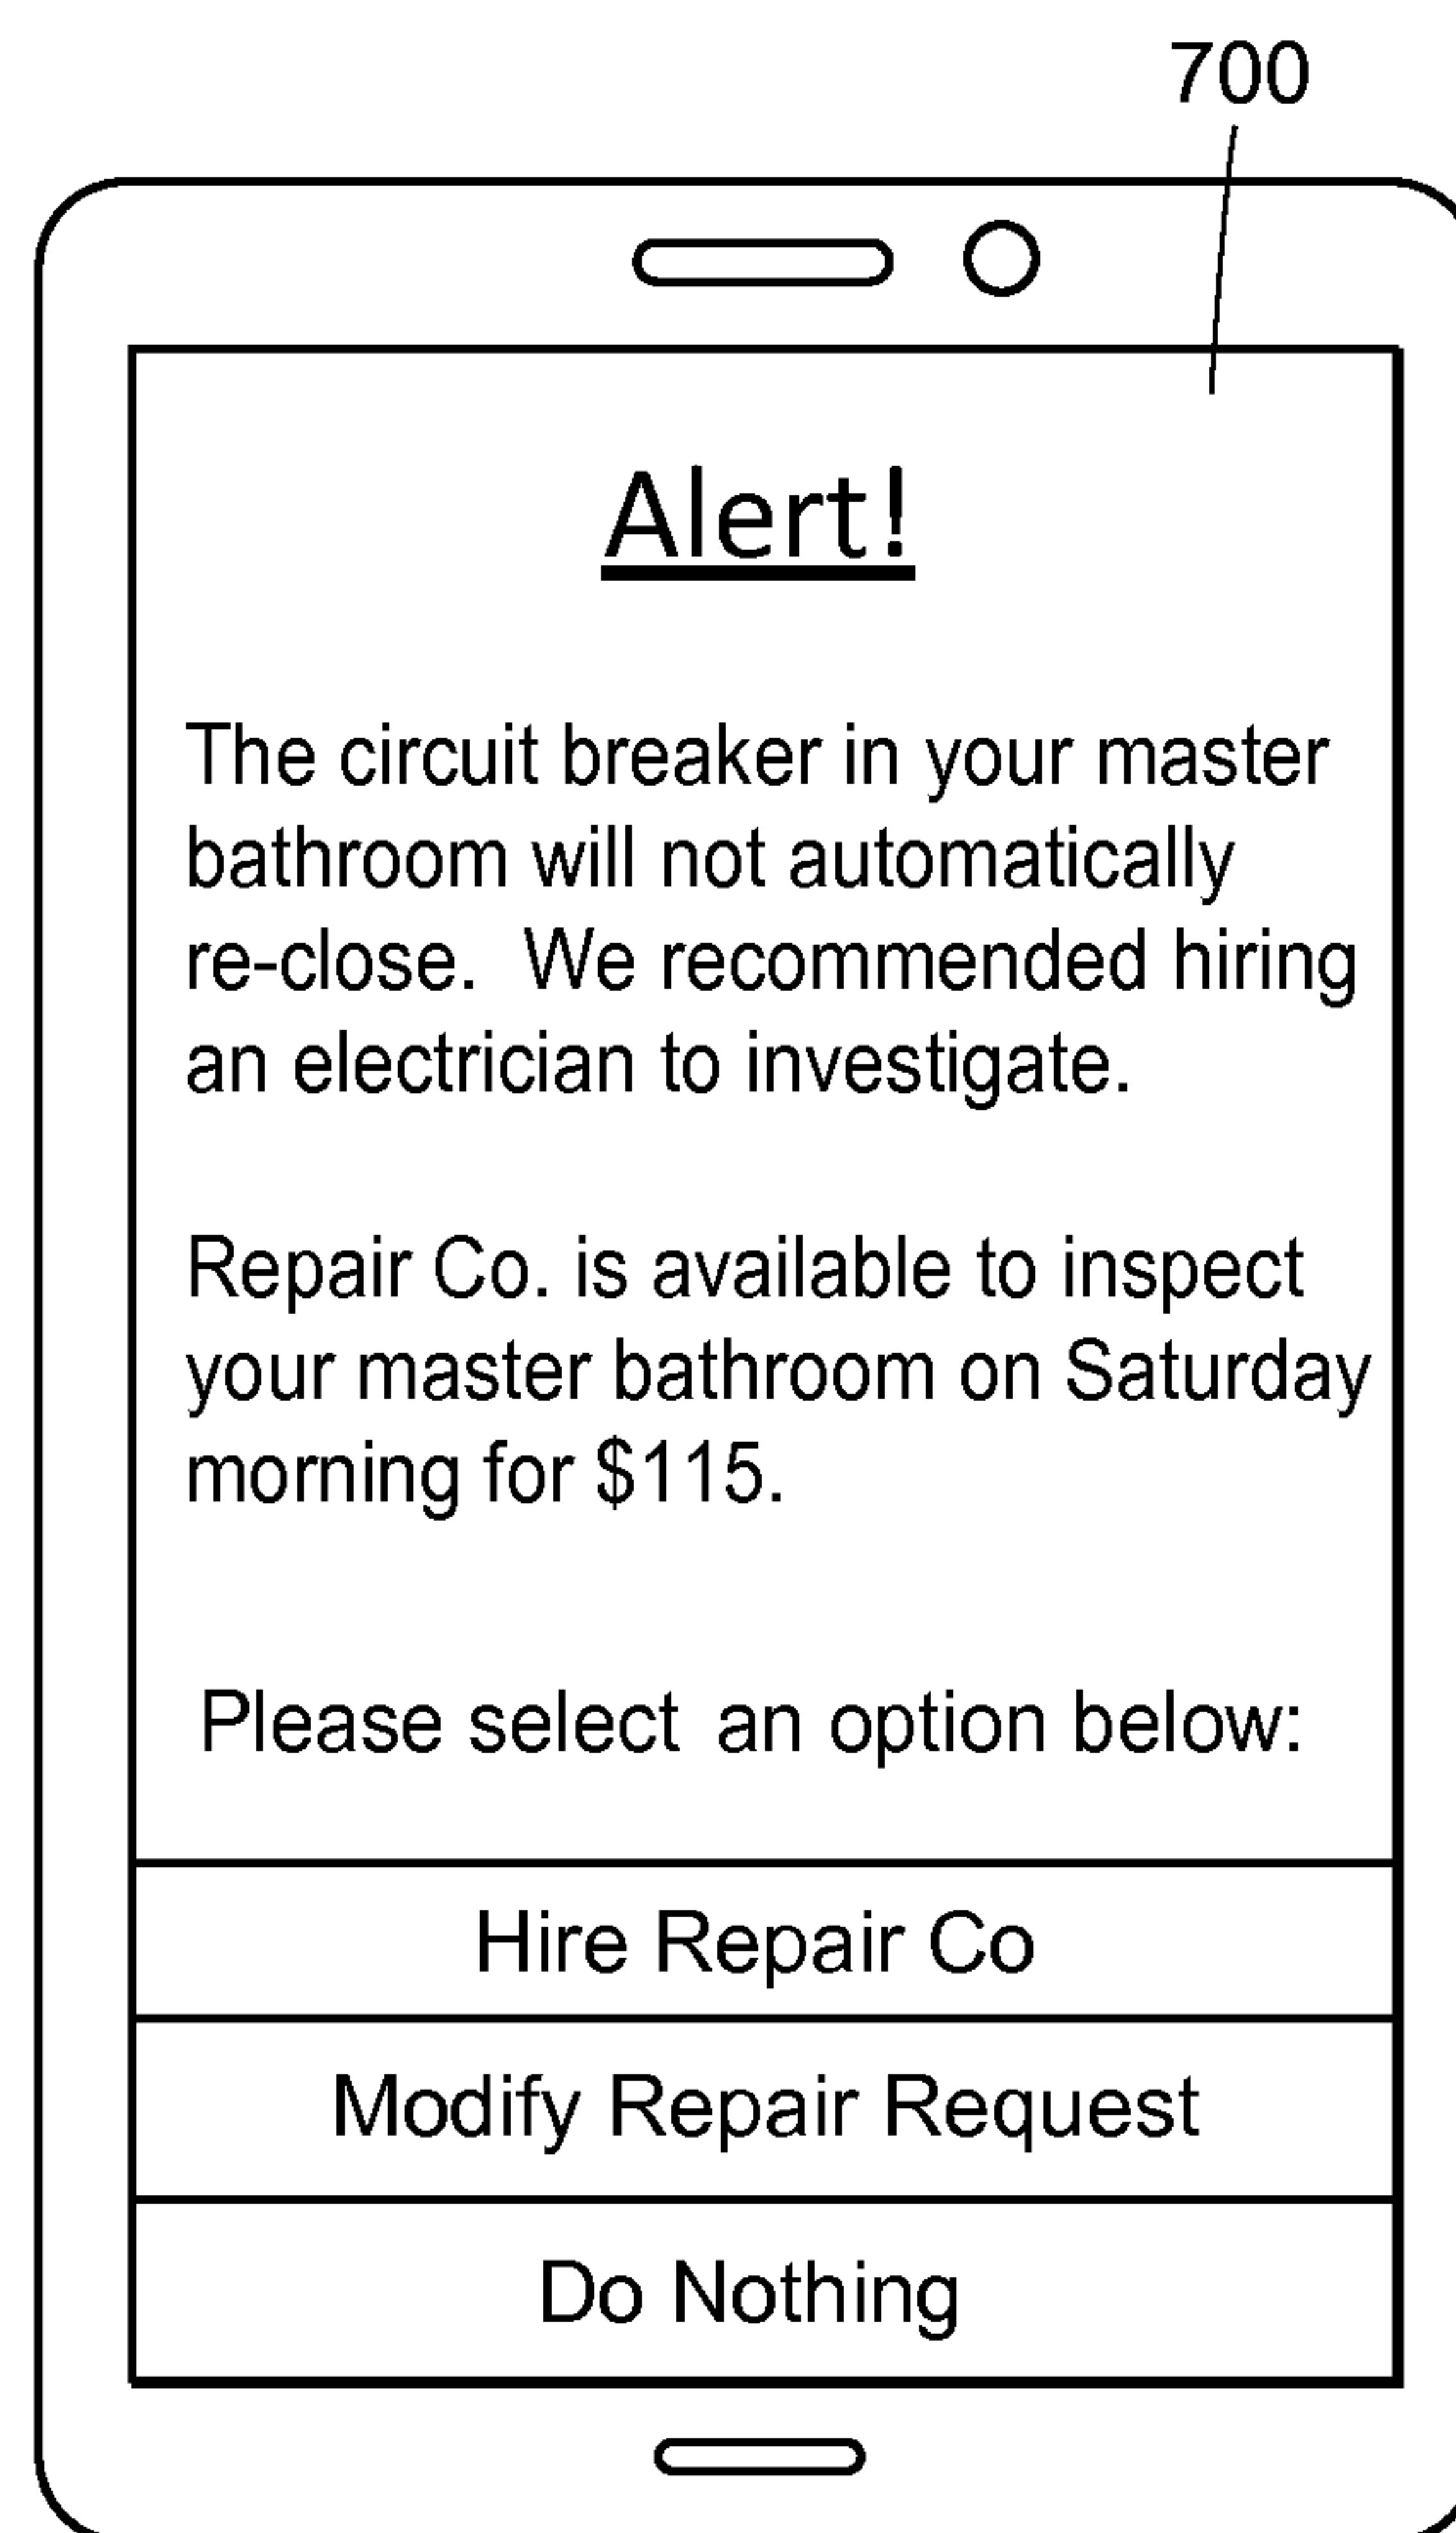 700
Alert!
The circuit breaker in your master
bathroom will not automatically
re-close. We recommended hiring
an electrician to investigate.
Repair Co. is available to inspect
your master bathroom on Saturday
morning for $115.
Please select an option below:
Hire Repair Co
Modify Repair Request
Do Nothing